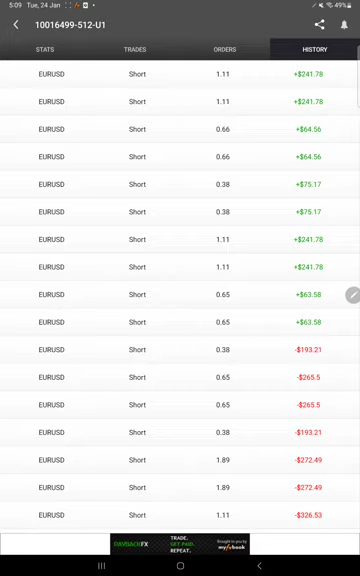 5:09 Tue, 24 Jan 49%
10016499-512-U1
STATS TRADES ORDERS HISTORY
EURUSD Short 1.11 +$241.78
EURUSD Short 1.11 +$241.78
EURUSD Short 0.66 +$64.56
EURUSD Short 0.66 +$64.56
EURUSD Short 0.38 +$75.17
EURUSD Short 0.38 +$75.17
EURUSD Short 1.11 +$241.78
EURUSD Short 1.11 +$241.78
EURUSD Short 0.65 +$63.58
EURUSD Short 0.65 +$63.58
EURUSD Short 0.38 -$193.21
EURUSD Short 0.65 -$265.5
EURUSD Short 0.65 -$265.5
EURUSD Short 0.38 -$193.21
EURUSD Short 1.89 -$272.49
EURUSD Short 1.89 -$272.49
EURUSD Short 1.11 -$326.53
PAYBACKFX
TRADE.
GET PAID.
REPEAT.
Brought to you by
myfxbook